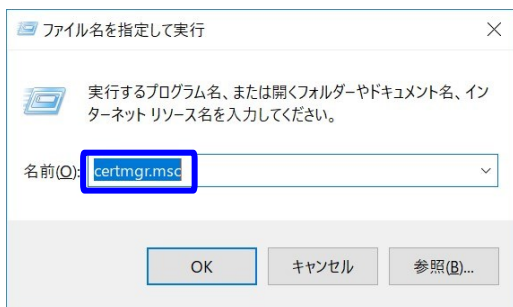 ファイル名を指定して実行
実行するプログラム名、または開くフォルダーやドキュメント名、イン
ターネット リソース名を入力してください。
名前(O): certmgr.msc
OK キャンセル 参照(B)...